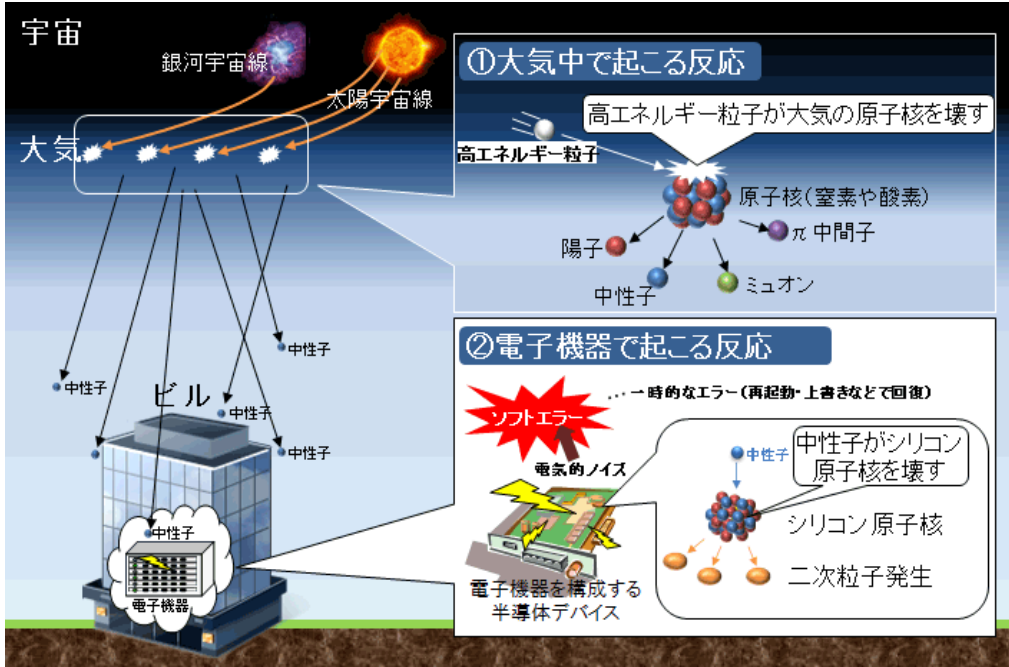 宇宙
銀河宇宙線
太陽宇宙線
大気
中性子
中性子
ビル
中性子
中性子
中性子
電子機器
①大気中で起こる反応
高エネルギー粒子が大気の原子核を壊す
高エネルギー粒子
原子核(窒素や酸素)
陽子
π中間子
中性子
ミュオン
②電子機器で起こる反応
…一時的なエラー(再起動・上書きなどで回復)
ソフトエラー
電気的ノイズ
電子機器を構成する
半導体デバイス
中性子
中性子がシリコン
原子核を壊す
シリコン原子核
二次粒子発生